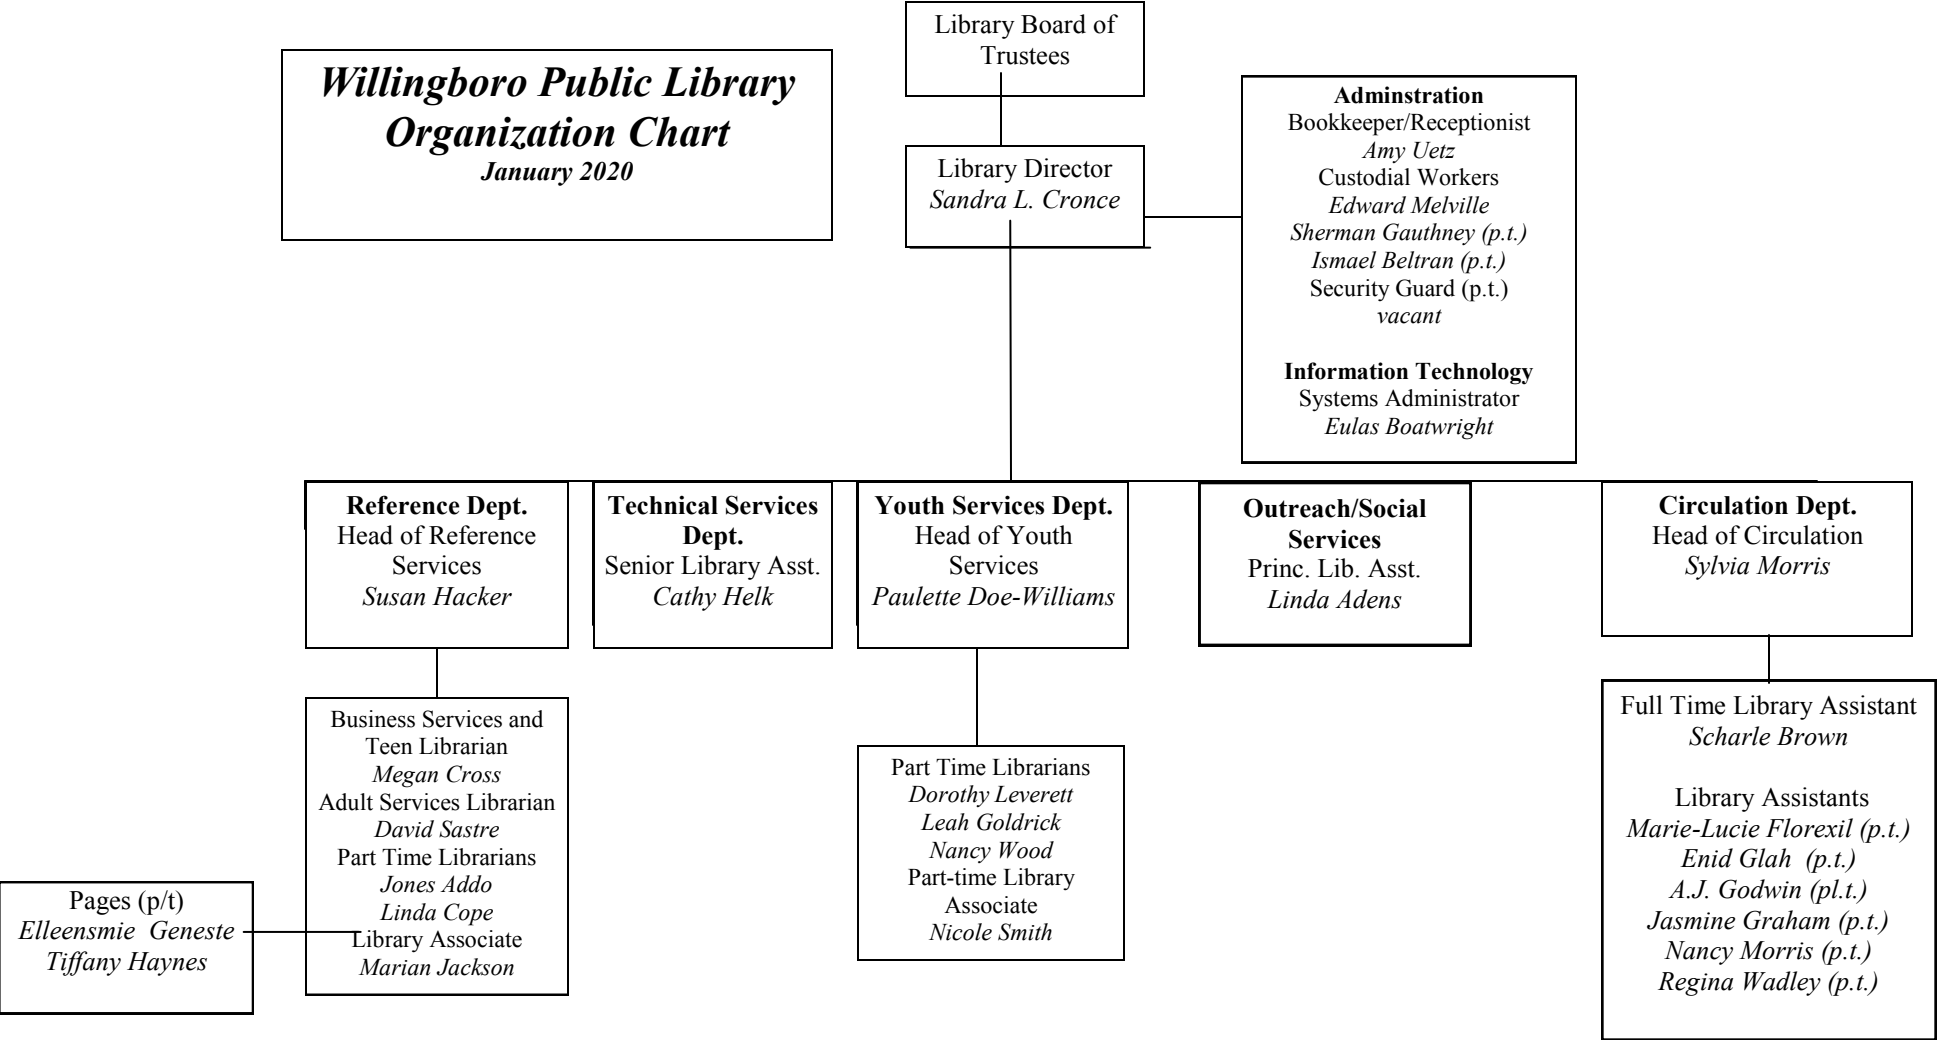 Willingboro Public Library
Organization Chart
January 2020
Library Board of
Trustees
Library Director
Sandra L. Cronce
Adminstration
Bookkeeper/Receptionist
Amy Uetz
Custodial Workers
Edward Melville
Sherman Gauthney (p.t.)
Ismael Beltran (p.t.)
Security Guard (p.t.)
vacant
Information Technology
Systems Administrator
Eulas Boatwright
Reference Dept.
Head of Reference
Services
Susan Hacker
Technical Services
Dept.
Senior Library Asst.
Cathy Helk
Youth Services Dept.
Head of Youth
Services
Paulette Doe-Williams
Outreach/Social
Services
Princ. Lib. Asst.
Linda Adens
Circulation Dept.
Head of Circulation
Sylvia Morris
Business Services and
Teen Librarian
Megan Cross
Adult Services Librarian
David Sastre
Part Time Librarians
Jones Addo
Linda Cope
Library Associate
Marian Jackson
Pages (p/t)
Elleensmie  Geneste
Tiffany Haynes
Part Time Librarians
Dorothy Leverett
Leah Goldrick
Nancy Wood
Part-time Library
Associate
Nicole Smith
Full Time Library Assistant
Scharle Brown
Library Assistants
Marie-Lucie Florexil (p.t.)
Enid Glah  (p.t.)
A.J. Godwin (pl.t.)
Jasmine Graham (p.t.)
Nancy Morris (p.t.)
Regina Wadley (p.t.)